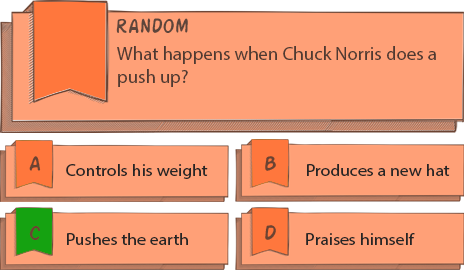 RANDOM
What happens when Chuck Norris does a
push up?
A
Controls his weight
B
Produces a new hat
C
Pushes the earth
D
Praises himself